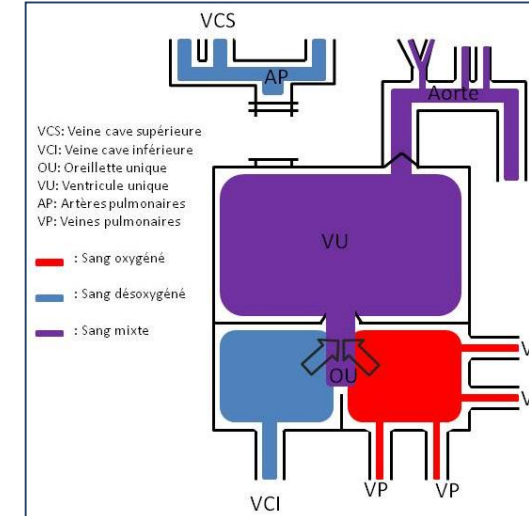 VCS
AP
Aorte
VCS: Veine cave supérieure
VCI: Veine cave inférieure
OU: Oreillette unique
VU: Ventricule unique
AP: Artères pulmonaires
VP: Veines pulmonaires
: Sang oxygéné
: Sang désoxygéné
: Sang mixte
VU
OU
V
V
VCI
VP
VP